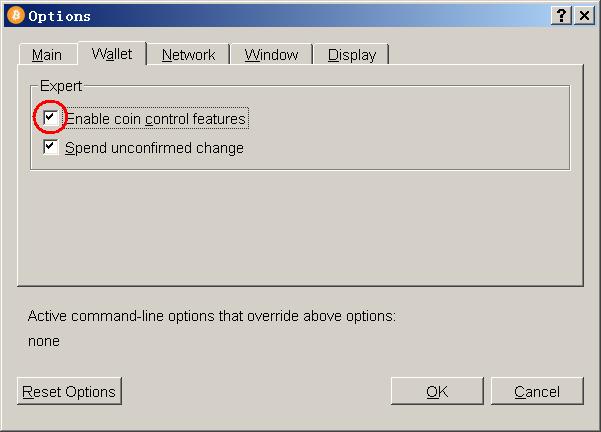 Options
Main Wallet Network Window Display
Expert
Enable coin control features
Spend unconfirmed change
Active command-line options that override above options:
none
Reset Options OK Cancel